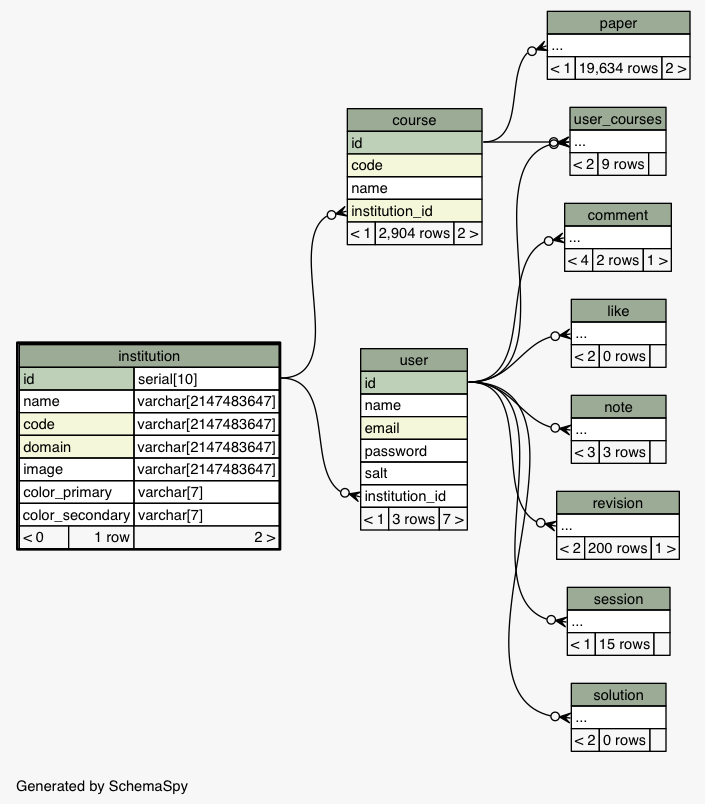 paper
...
< 1 19,634 rows 2 >
course
id
code
name
institution_id
< 1 2,904 rows 2 >
user_courses
...
< 2 9 rows
comment
...
< 4 2 rows 1 >
like
...
< 2 0 rows
institution
id serial[10]
name varchar[2147483647]
code varchar[2147483647]
domain varchar[2147483647]
image varchar[2147483647]
color_primary varchar[7]
color_secondary varchar[7]
< 0 1 row 2 >
user
id
name
email
password
salt
institution_id
< 1 3 rows 7 >
note
...
< 3 3 rows
revision
...
< 2 200 rows 1 >
session
...
< 1 15 rows
solution
...
< 2 0 rows
Generated by SchemaSpy